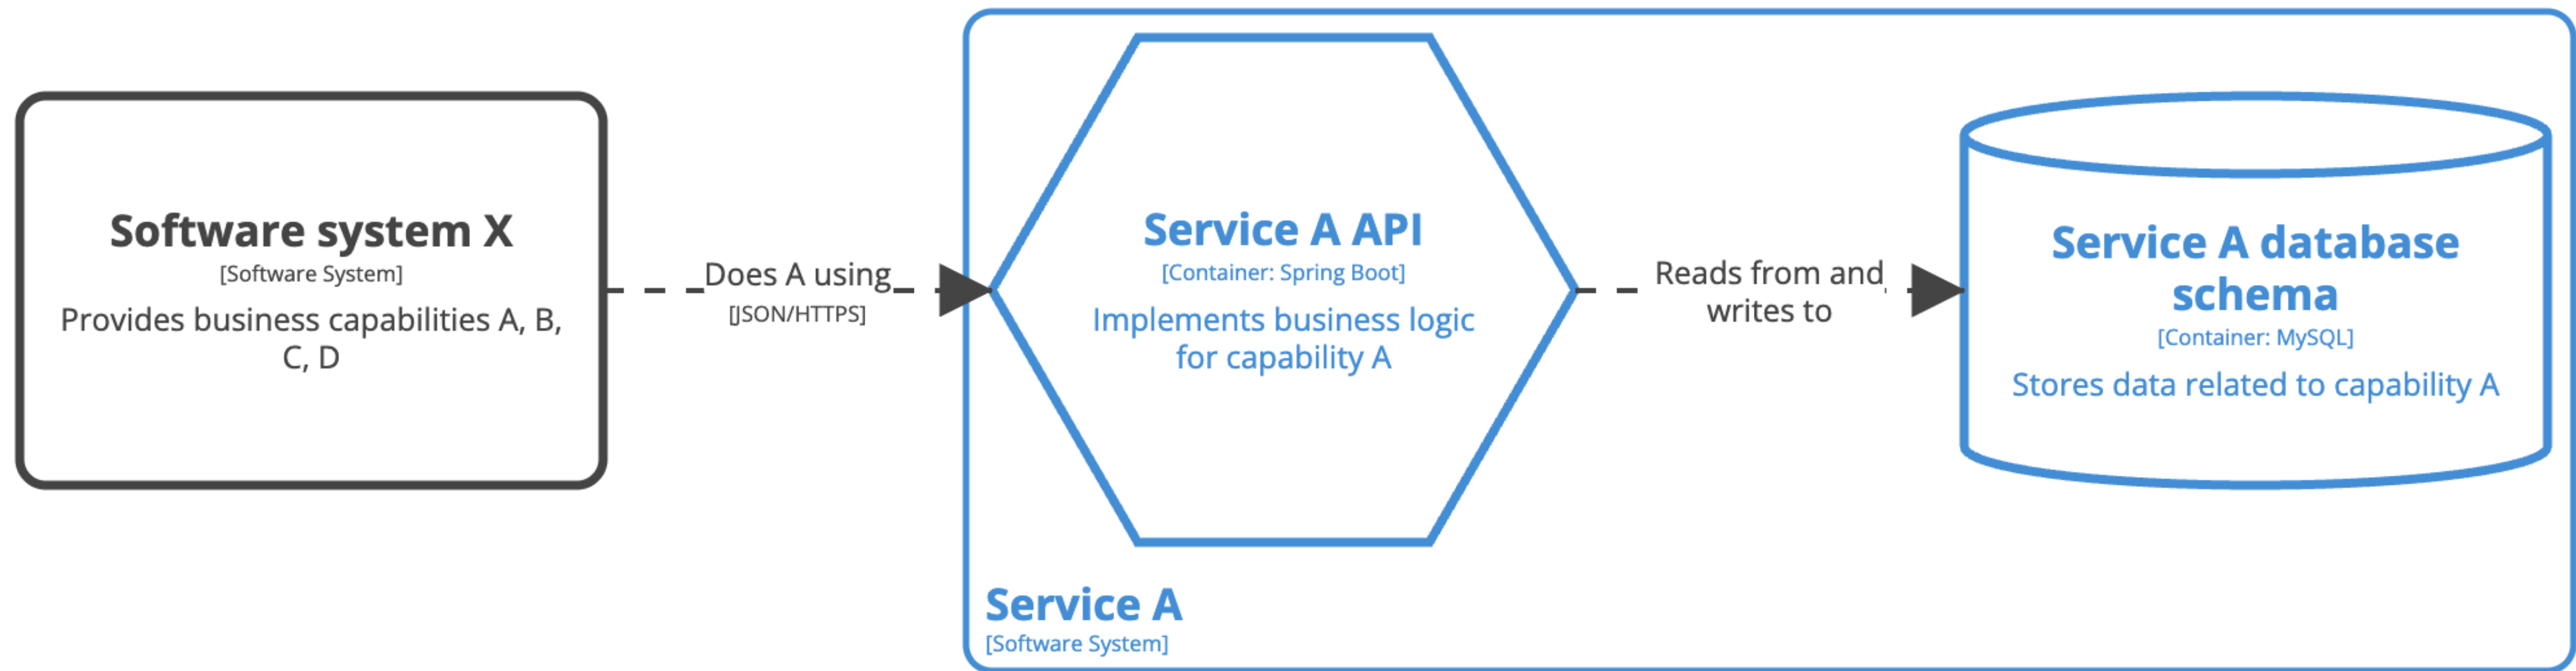 Software system X
[Software System]
Provides business capabilities A, B,
C, D
Does A using
[JSON/HTTPS]
Service A API
[Container: Spring Boot]
Implements business logic
for capability A
Reads from and
writes to
Service A database
schema
[Container: MySQL]
Stores data related to capability A
Service A
[Software System]